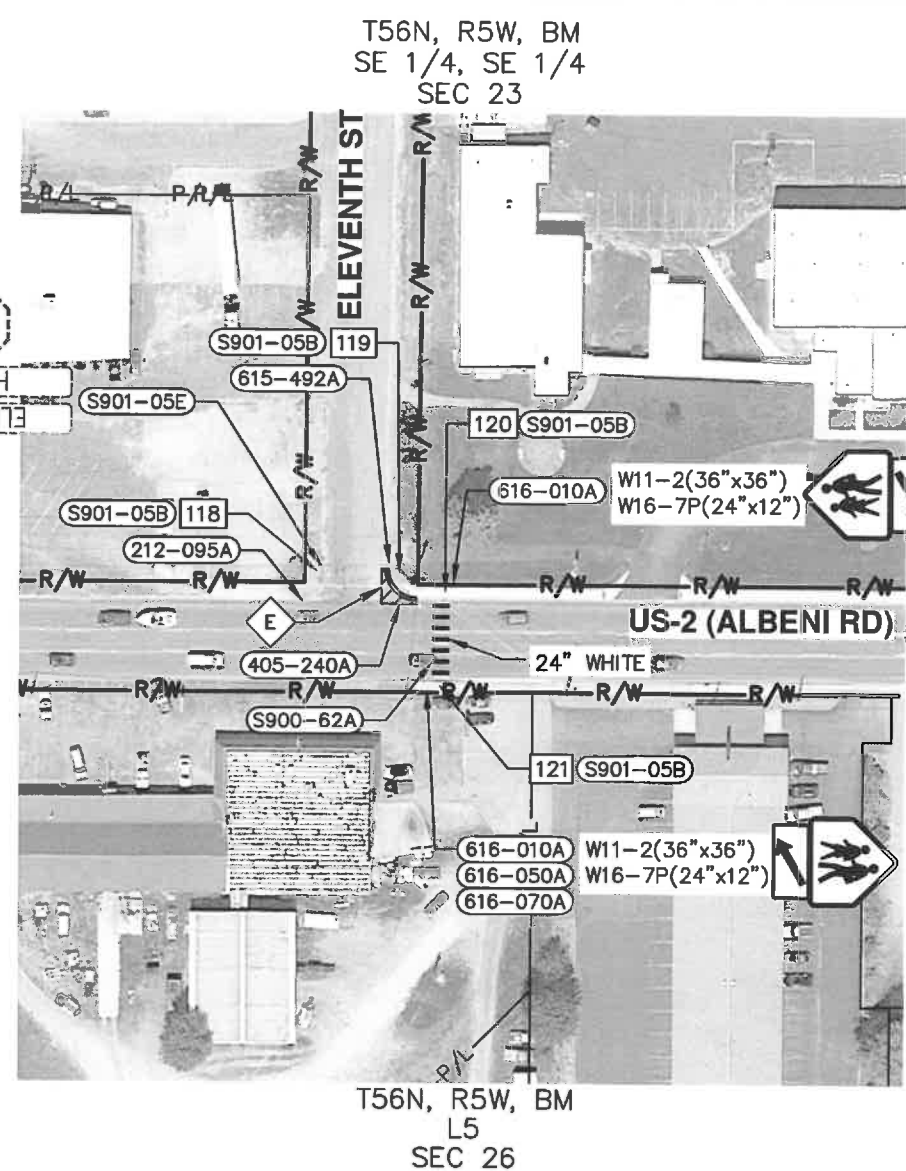 T56N, R5W, BM
SE 1/4, SE 1/4
SEC 23
R/W
R/W
ELEVENTH ST
P/L
R/W
R/W
R/W
S901-05B 119
615-492A
S901-05E
120 S901-05B
R/W
R/W
616-010A W11-2(36"x36")
W16-7P(24"x12")
S901-05B 118
212-095A
R/W R/W R/W R/W R/W
E
US-2 (ALBENI RD)
405-240A
24" WHITE
R/W R/W R/W R/W R/W
S900-62A
121 S901-05B
616-010A W11-2(36"x36")
616-050A W16-7P(24"x12")
616-070A
P/L
T56N, R5W, BM
L5
SEC 26